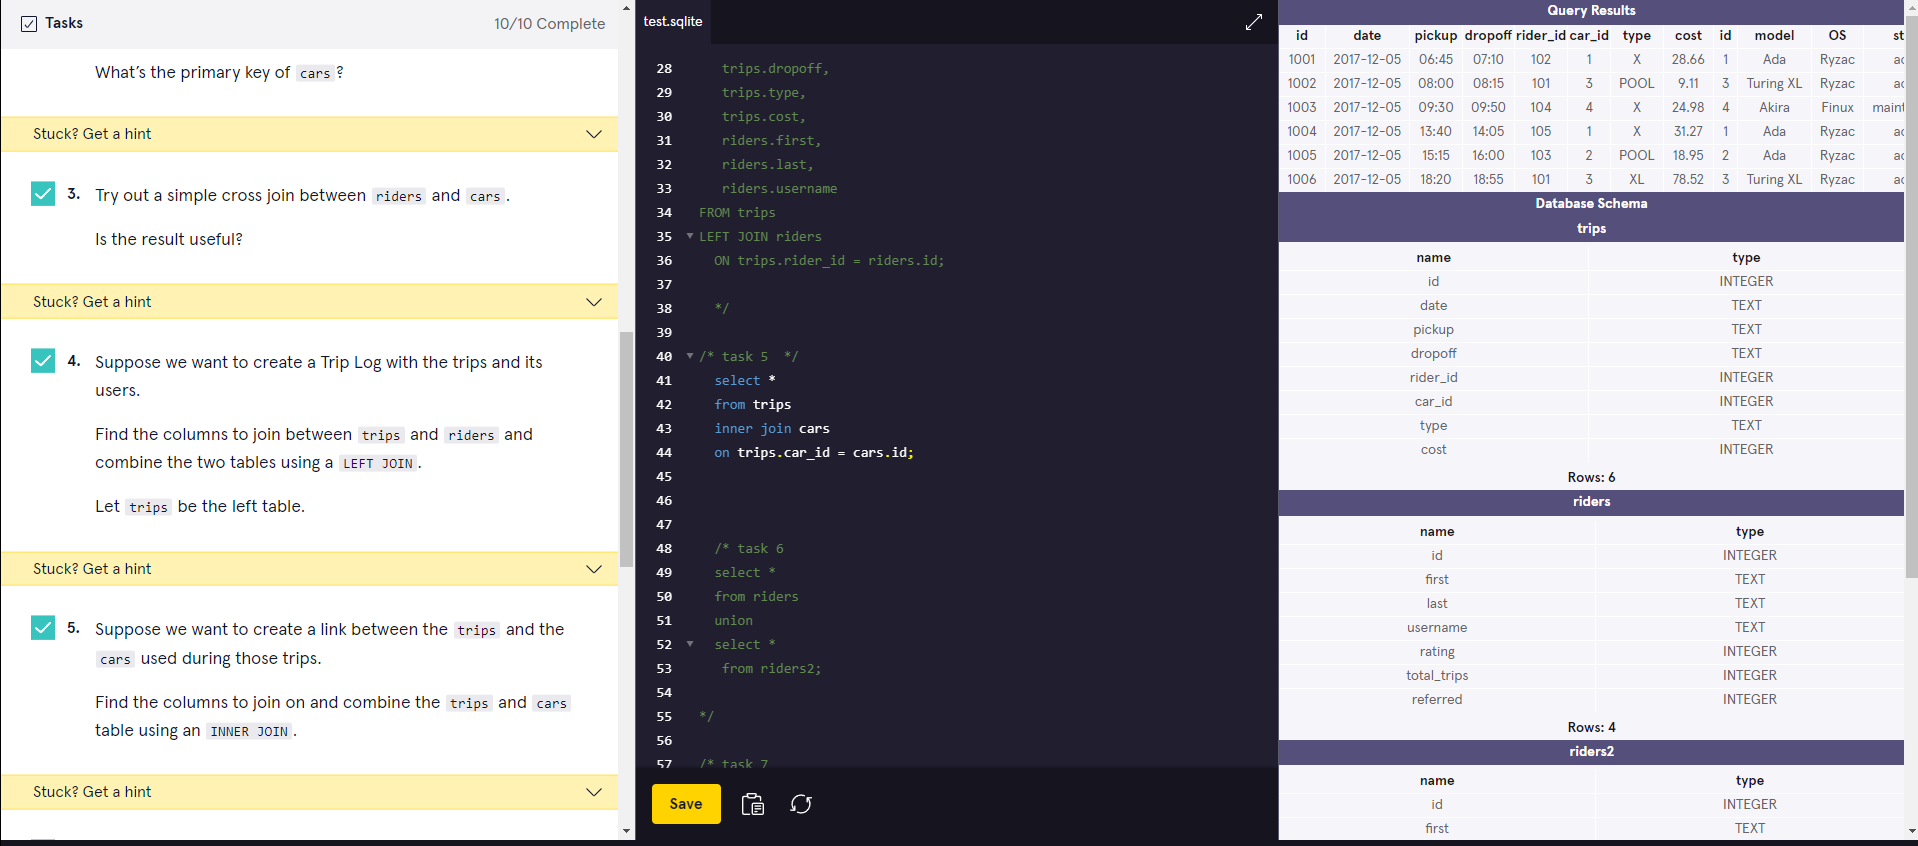 Tasks
10/10 Complete
What's the primary key of cars?
Stuck? Get a hint
3. Try out a simple cross join between riders and cars.
Is the result useful?
Stuck? Get a hint
4. Suppose we want to create a Trip Log with the trips and its
users.
Find the columns to join between trips and riders and
combine the two tables using a LEFT JOIN.
Let trips be the left table.
Stuck? Get a hint
5. Suppose we want to create a link between the trips and the
cars used during those trips.
Find the columns to join on and combine the trips and cars
table using an INNER JOIN.
Stuck? Get a hint
test.sqlite
28 trips.dropoff,
29 trips.type,
30 trips.cost,
31 riders.first,
32 riders.last,
33 riders.username
34 FROM trips
35 LEFT JOIN riders
36 ON trips.rider_id = riders.id;
37
38 */
39
40 /* task 5 */
41 select *
42 from trips
43 inner join cars
44 on trips.car_id = cars.id;
45
46
47
48 /* task 6
49 select *
50 from riders
51 union
52 select *
53 from riders2;
54
55 */
56
57 /* task 7
Save
Query Results
id date pickup dropoff rider_id car_id type cost id model OS st
1001 2017-12-05 06:45 07:10 102 1 X 28.66 1 Ada Ryzac ac
1002 2017-12-05 08:00 08:15 101 3 POOL 9.11 3 Turing XL Ryzac ac
1003 2017-12-05 09:30 09:50 104 4 X 24.98 4 Akira Finux maint
1004 2017-12-05 13:40 14:05 105 1 X 31.27 1 Ada Ryzac ac
1005 2017-12-05 15:15 16:00 103 2 POOL 18.95 2 Ada Ryzac ac
1006 2017-12-05 18:20 18:55 101 3 XL 78.52 3 Turing XL Ryzac ac
Database Schema
trips
name type
id INTEGER
date TEXT
pickup TEXT
dropoff TEXT
rider_id INTEGER
car_id INTEGER
type TEXT
cost INTEGER
Rows: 6
riders
name type
id INTEGER
first TEXT
last TEXT
username TEXT
rating INTEGER
total_trips INTEGER
referred INTEGER
Rows: 4
riders2
name type
id INTEGER
first TEXT